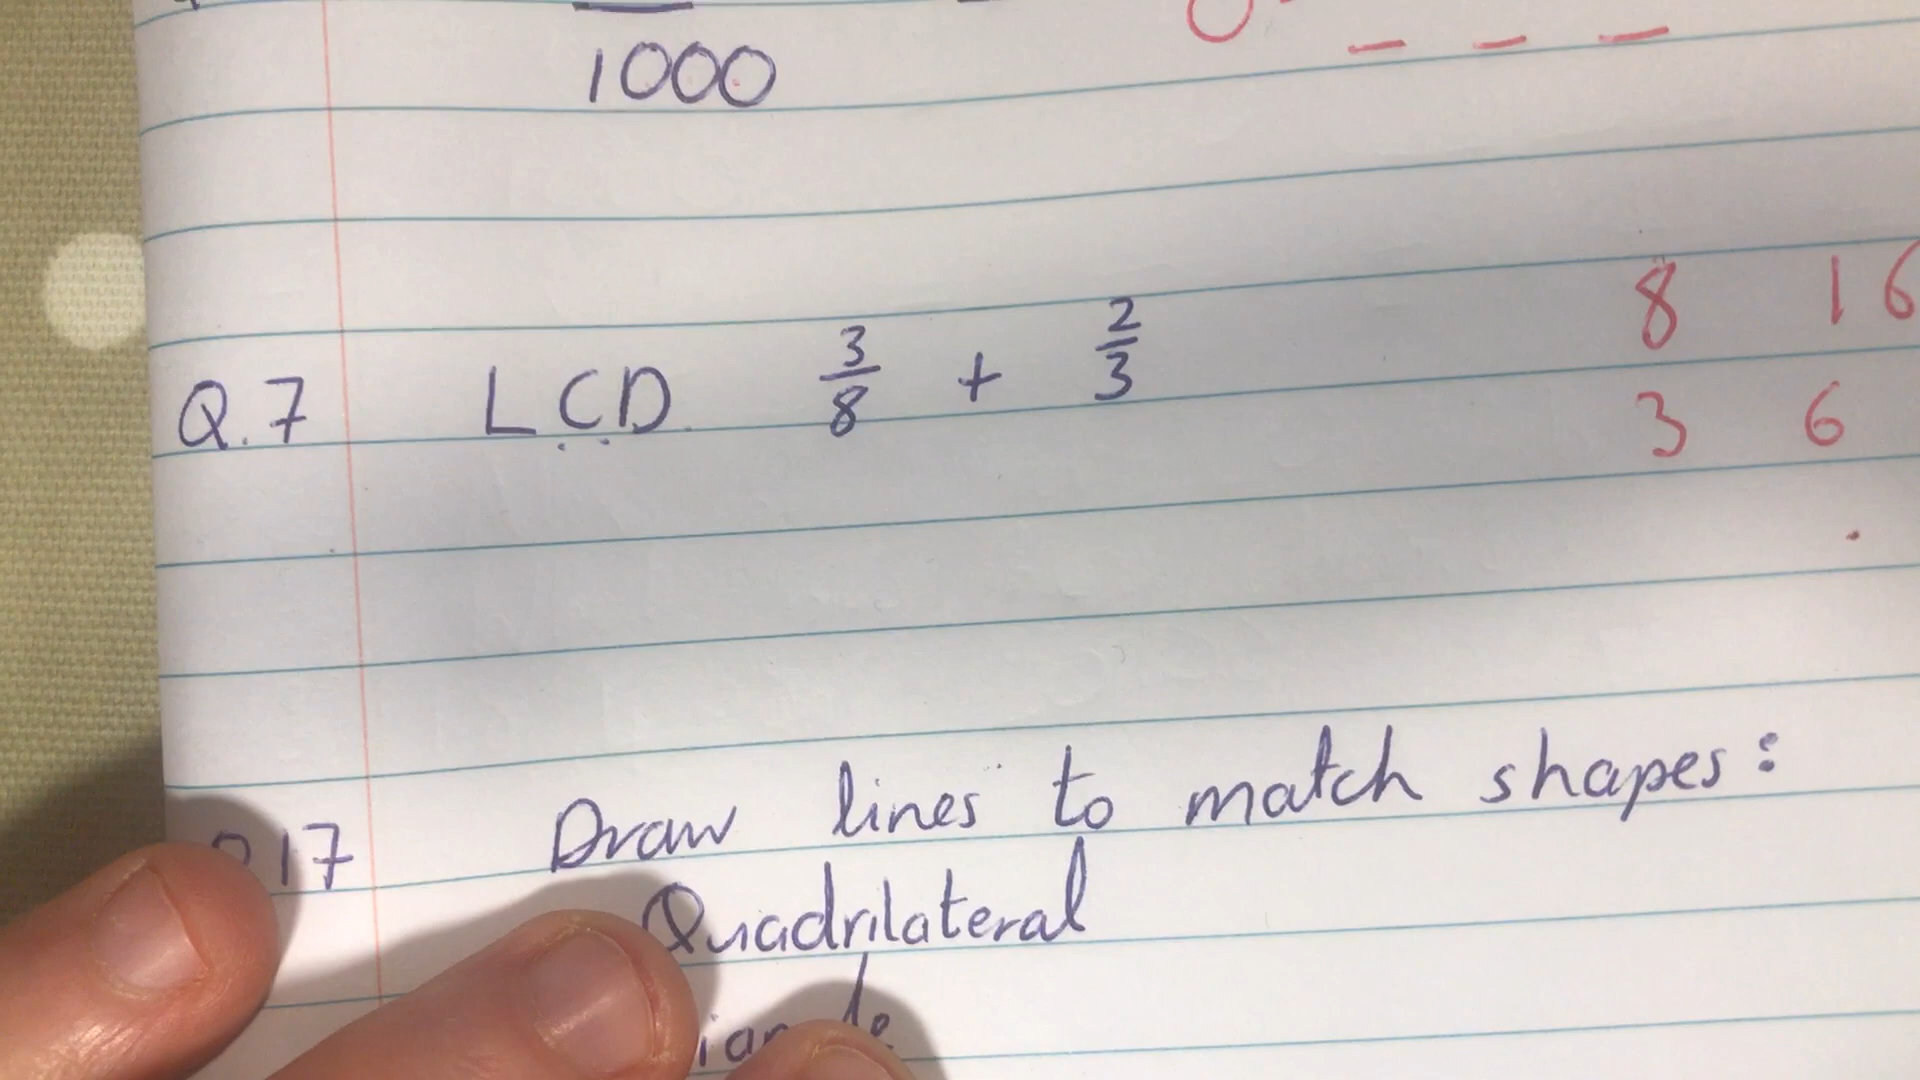 1000
8 16
Q.7 LCD 3/8 + 2/3
3 6
17 Draw lines to match shapes:
Quadrilateral